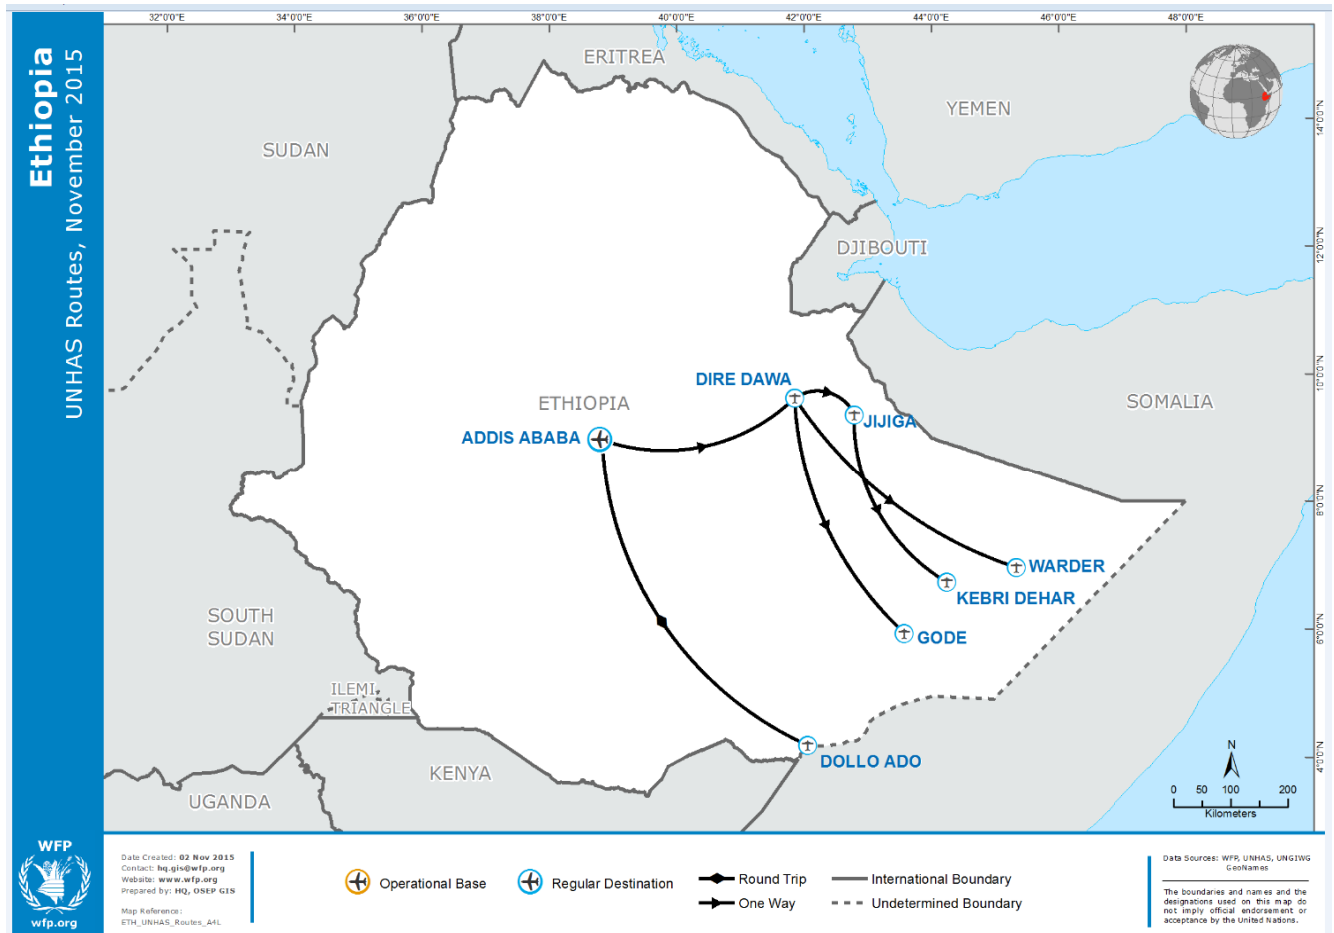 32°0'0"E
34°0'0"E
36°0'0"E
38°0'0"E
40°0'0"E
42°0'0"E
44°0'0"E
46°0'0"E
48°0'0"E
Ethiopia
UNHAS Routes, November 2015
ERITREA
YEMEN
SUDAN
DJIBOUTI
SOMALIA
ETHIOPIA
DIRE DAWA
JIJIGA
ADDIS ABABA
WARDER
KEBRI DEHAR
GODE
SOUTH
SUDAN
ILEMI
TRIANGLE
DOLLO ADO
KENYA
UGANDA
14°0'0"N
12°0'0"N
10°0'0"N
8°0'0"N
6°0'0"N
4°0'0"N
N
0 50 100 200
Kilometers
WFP
wfp.org
Date Created: 02 Nov 2015
Contact: hq.gis@wfp.org
Website: www.wfp.org
Prepared by: HQ, OSEP GIS
Map Reference:
ETH_UNHAS_Routes_A4L
Operational Base
Regular Destination
Round Trip
One Way
International Boundary
Undetermined Boundary
Data Sources: WFP, UNHAS, UNGIWG
GeoNames
The boundaries and names and the
designations used on this map do
not imply official endorsement or
acceptance by the United Nations.